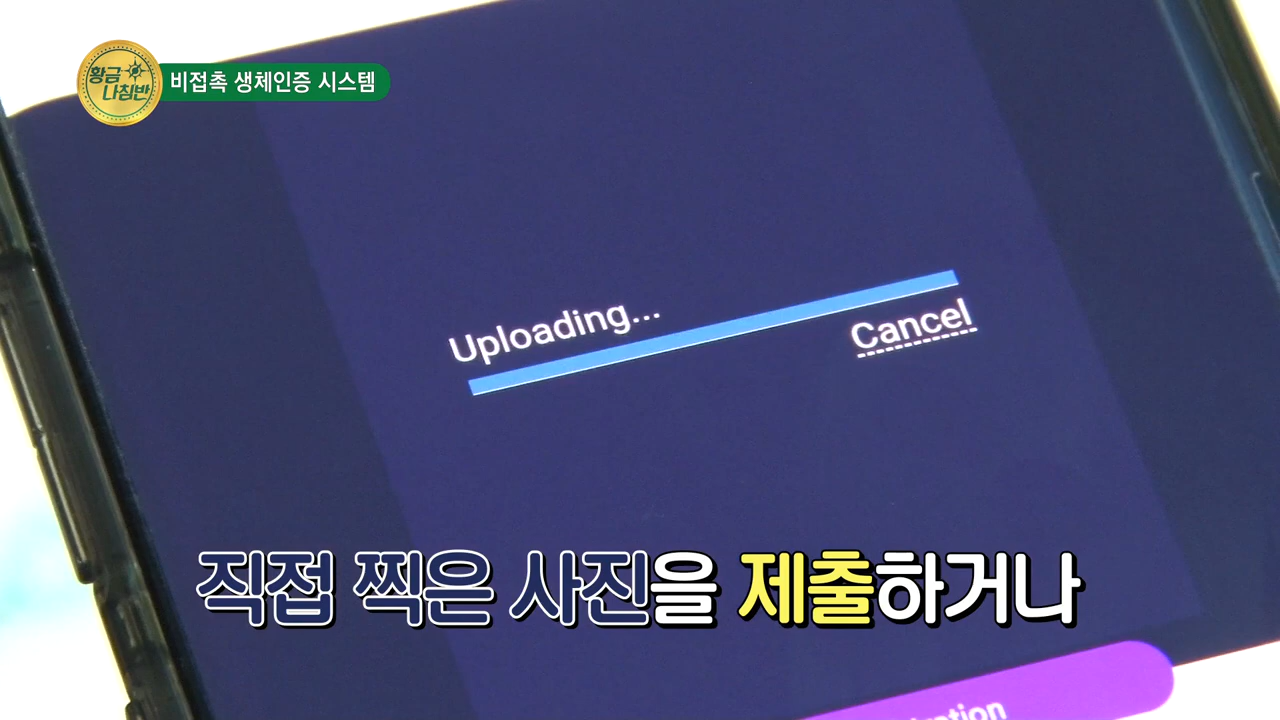 황금
나침반
비접촉 생체인증 시스템
Uploading...
Cancel
직접 찍은 사진을 제출하거나